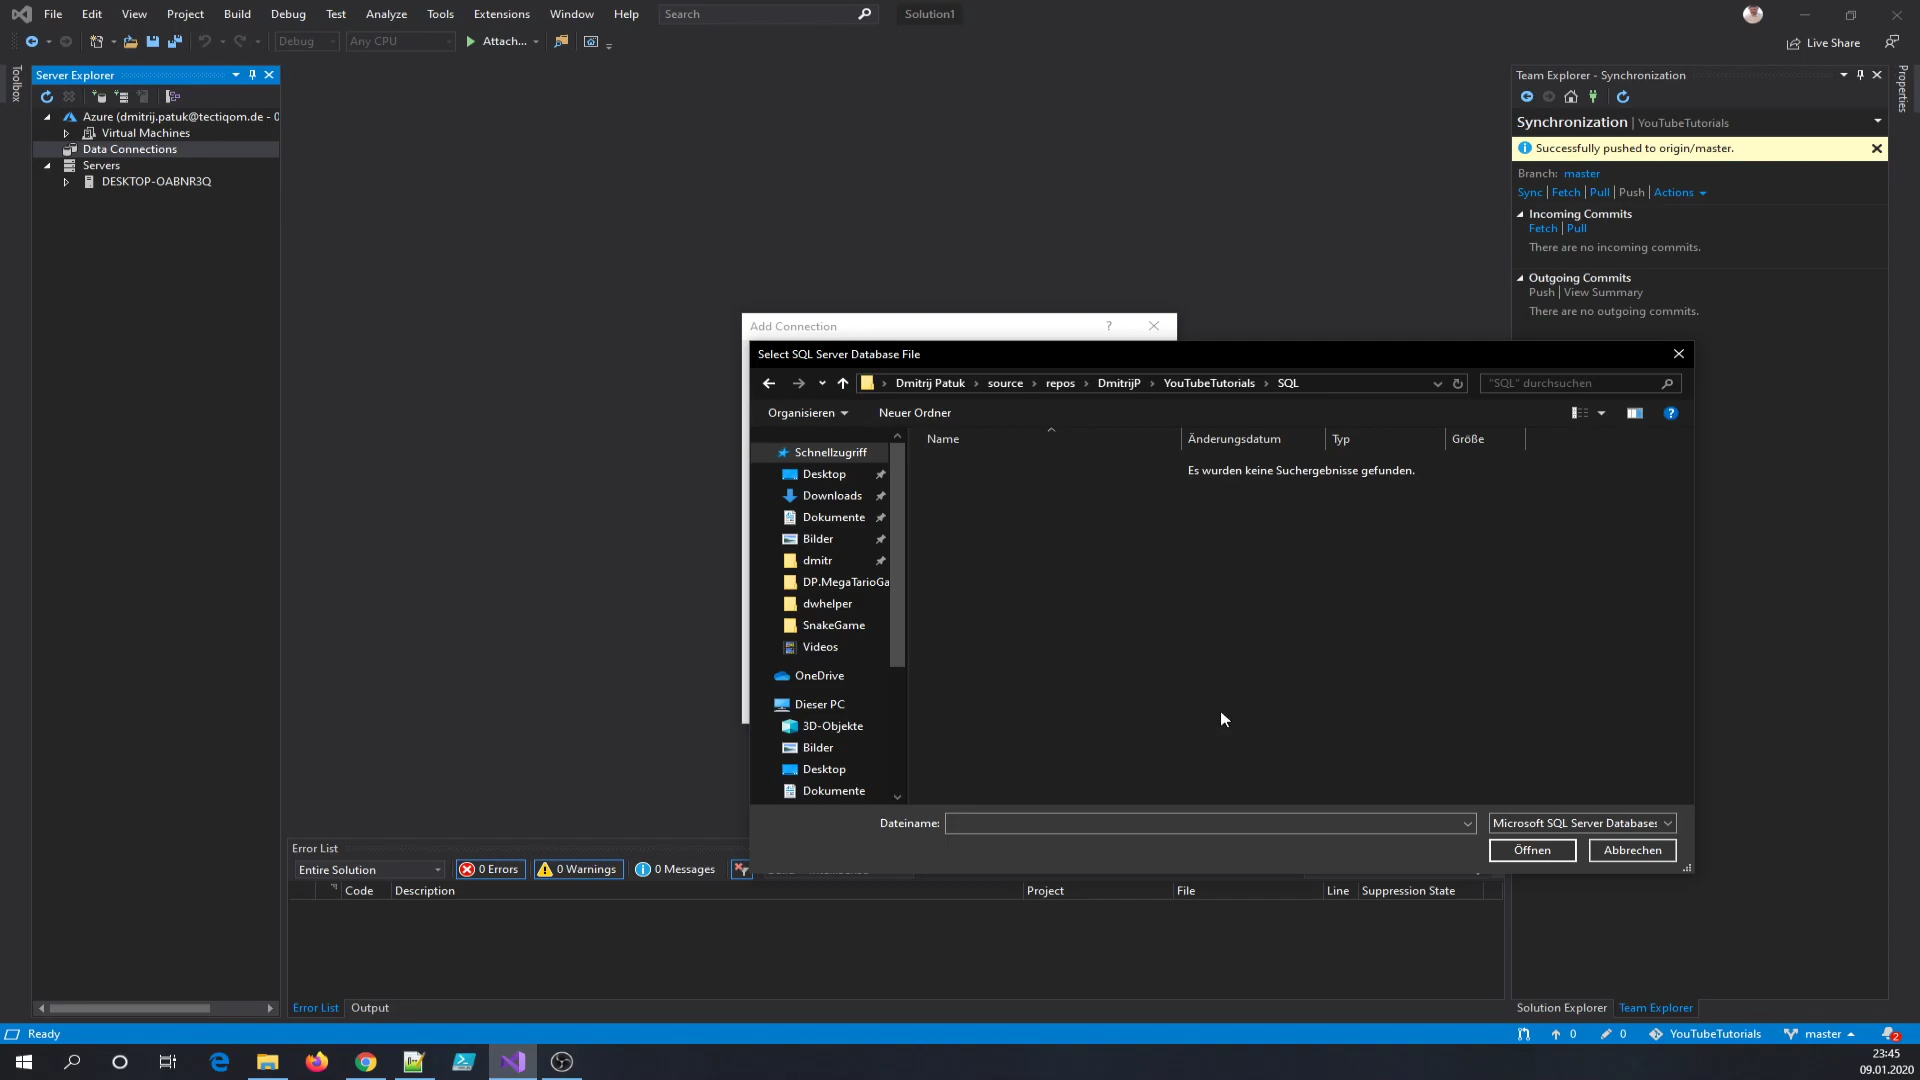 File Edit View Project Build Debug Test Analyze Tools Extensions Window Help Search Solution1
Debug Any CPU Attach... Live Share
Toolbox
Server Explorer
Azure (dmitrij.patuk@tectiqom.de - 0
Virtual Machines
Data Connections
Servers
DESKTOP-OABNR3Q
Team Explorer - Synchronization
Properties
Synchronization | YouTubeTutorials
Successfully pushed to origin/master.
Branch: master
Sync | Fetch | Pull | Push | Actions
Incoming Commits
Fetch | Pull
There are no incoming commits.
Outgoing Commits
Push | View Summary
There are no outgoing commits.
Add Connection ?
Select SQL Server Database File
Dmitrij Patuk › source › repos › DmitrijP › YouTubeTutorials › SQL
"SQL" durchsuchen
Organisieren Neuer Ordner ?
Name Änderungsdatum Typ Größe
Es wurden keine Suchergebnisse gefunden.
Schnellzugriff
Desktop
Downloads
Dokumente
Bilder
dmitr
DP.MegaTarioGa
dwhelper
SnakeGame
Videos
OneDrive
Dieser PC
3D-Objekte
Bilder
Desktop
Dokumente
Dateiname: Microsoft SQL Server Databases
Öffnen Abbrechen
Error List
Entire Solution 0 Errors 0 Warnings 0 Messages
Code Description Project File Line Suppression State
Error List Output
Solution Explorer Team Explorer
Ready 0 0 YouTubeTutorials master 2
23:45
09.01.2020